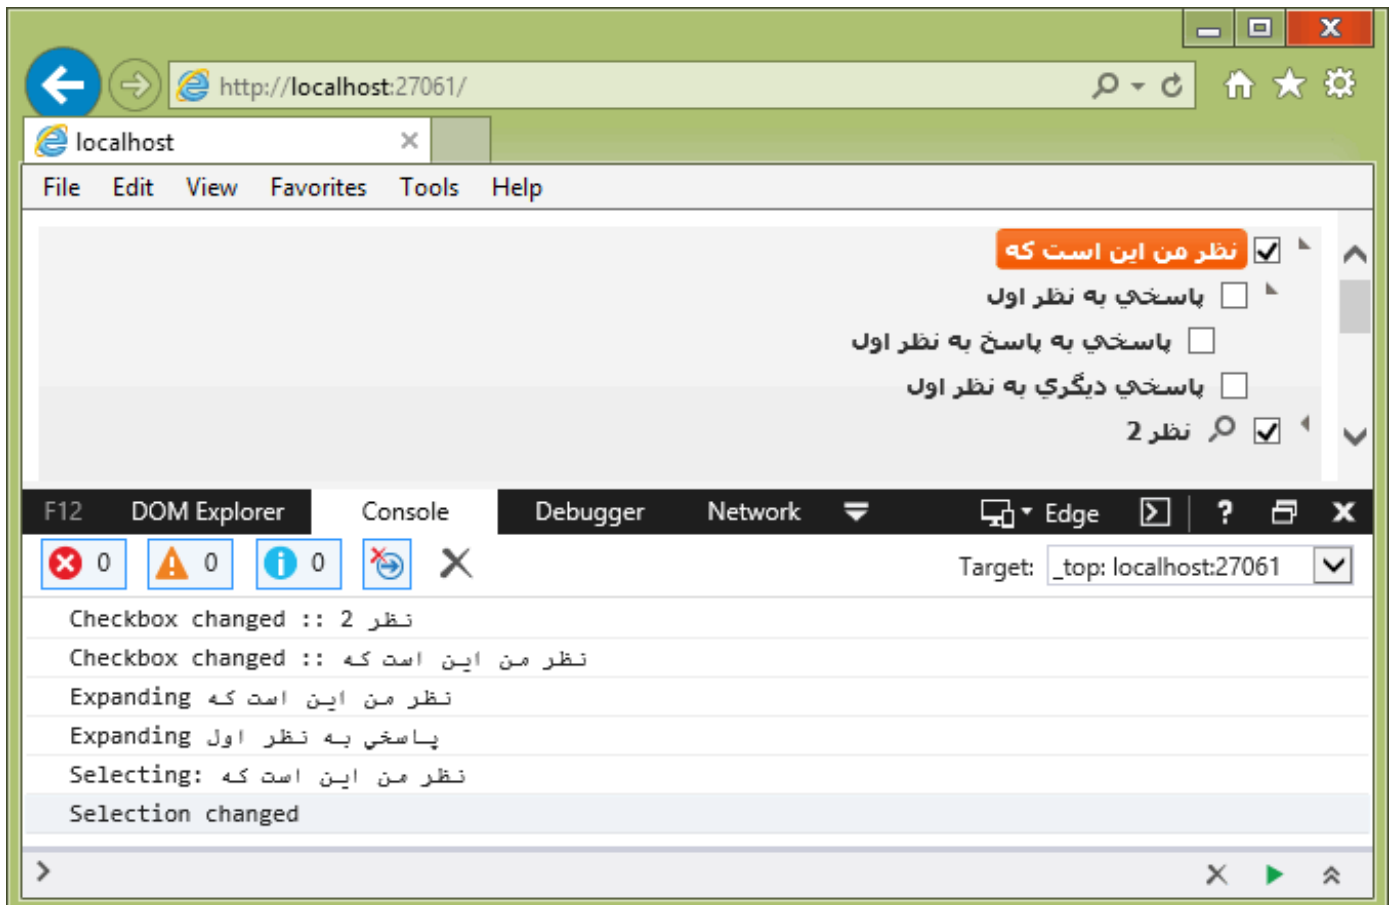 http://localhost:27061/
localhost
File Edit View Favorites Tools Help
نظر من این است که
پاسخي به نظر اول
پاسخي به پاسخ به نظر اول
پاسخي ديگري به نظر اول
نظر 2
F12 DOM Explorer Console Debugger Network Edge ?
0 0 0 Target: _top: localhost:27061
Checkbox changed :: نظر 2
Checkbox changed :: نظر من این است که
Expanding نظر من این است که
Expanding پاسخي به نظر اول
Selecting: نظر من این است که
Selection changed